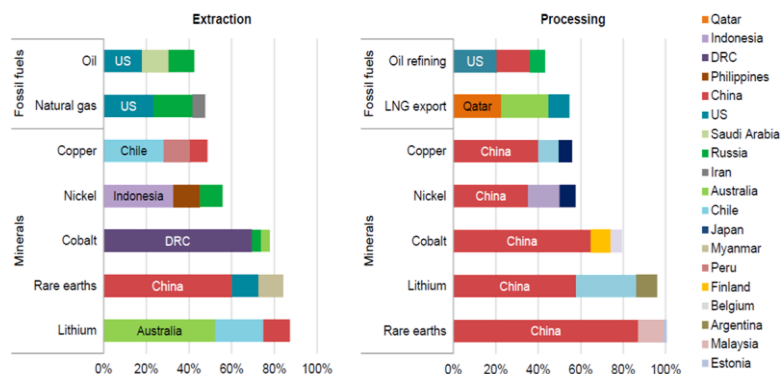 Extraction
Processing
Fossil fuels
Oil
US
Natural gas
US
Minerals
Copper
Chile
Nickel
Indonesia
Cobalt
DRC
Rare earths
China
Lithium
Australia
0% 20% 40% 60% 80% 100%
Fossil fuels
Oil refining
US
LNG export
Qatar
Minerals
Copper
China
Nickel
China
Cobalt
China
Lithium
China
Rare earths
China
0% 20% 40% 60% 80% 100%
Qatar
Indonesia
DRC
Philippines
China
US
Saudi Arabia
Russia
Iran
Australia
Chile
Japan
Myanmar
Peru
Finland
Belgium
Argentina
Malaysia
Estonia